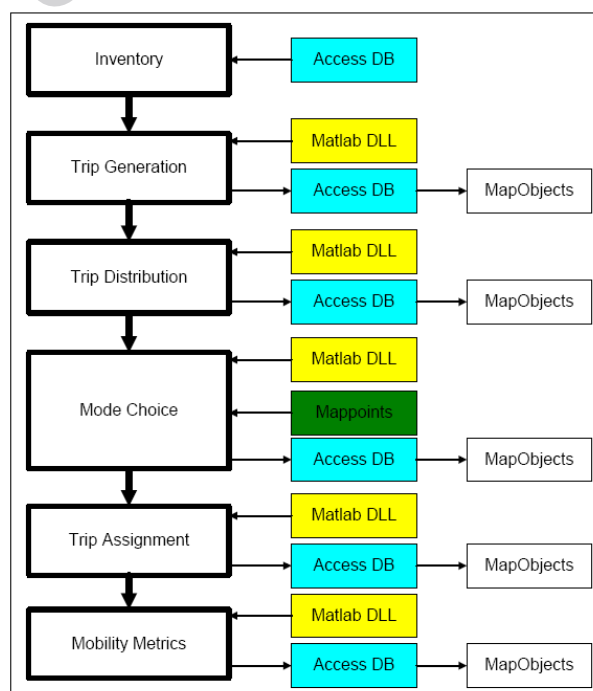 Inventory
Access DB
Matlab DLL
Trip Generation
Access DB
MapObjects
Matlab DLL
Trip Distribution
Access DB
MapObjects
Matlab DLL
Mode Choice
Mappoints
Access DB
MapObjects
Matlab DLL
Trip Assignment
Access DB
MapObjects
Matlab DLL
Mobility Metrics
Access DB
MapObjects